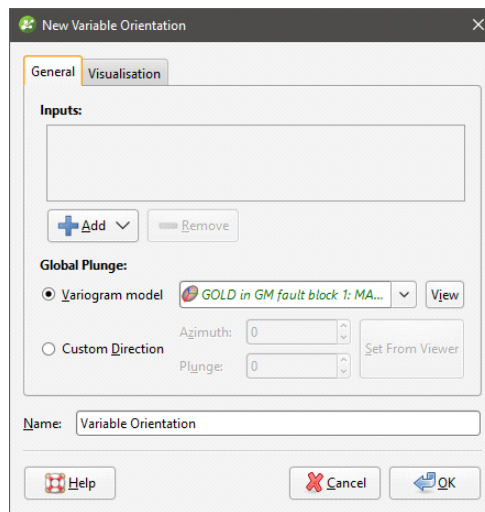 New Variable Orientation
General Visualisation
Inputs:
Add Remove
Global Plunge:
Variogram model GOLD in GM fault block 1: MA... View
Custom Direction Azimuth: 0 Set From Viewer
Plunge: 0
Name: Variable Orientation
Help Cancel OK